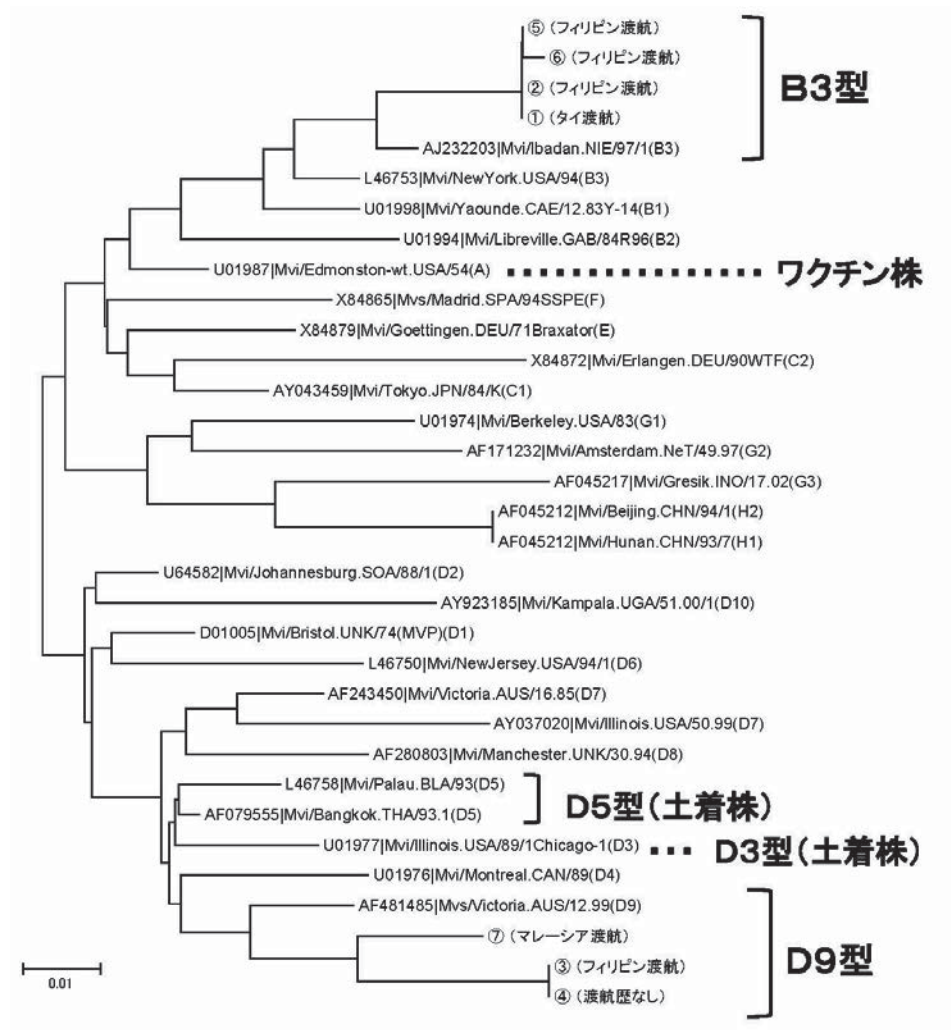 ⑤ (フィリピン渡航)
⑥ (フィリピン渡航)
② (フィリピン渡航)
① (タイ渡航)
B3型
AJ232203|Mvi/Ibadan.NIE/97/1(B3)
L46753|Mvi/NewYork.USA/94(B3)
U01998|Mvi/Yaounde.CAE/12.83Y-14(B1)
U01994|Mvi/Libreville.GAB/84R96(B2)
U01987|Mvi/Edmonston-wt.USA/54(A)
ワクチン株
X84865|Mvs/Madrid.SPA/94SSPE(F)
X84879|Mvi/Goettingen.DEU/71Braxator(E)
X84872|Mvi/Erlangen.DEU/90WTF(C2)
AY043459|Mvi/Tokyo.JPN/84/K(C1)
U01974|Mvi/Berkeley.USA/83(G1)
AF171232|Mvi/Amsterdam.NeT/49.97(G2)
AF045217|Mvi/Gresik.INO/17.02(G3)
AF045212|Mvi/Beijing.CHN/94/1(H2)
AF045212|Mvi/Hunan.CHN/93/7(H1)
U64582|Mvi/Johannesburg.SOA/88/1(D2)
AY923185|Mvi/Kampala.UGA/51.00/1(D10)
D01005|Mvi/Bristol.UNK/74(MVP)(D1)
L46750|Mvi/NewJersey.USA/94/1(D6)
AF243450|Mvi/Victoria.AUS/16.85(D7)
AY037020|Mvi/Illinois.USA/50.99(D7)
AF280803|Mvi/Manchester.UNK/30.94(D8)
L46758|Mvi/Palau.BLA/93(D5)
AF079555|Mvi/Bangkok.THA/93.1(D5)
D5型(土着株)
U01977|Mvi/Illinois.USA/89/1Chicago-1(D3)
D3型(土着株)
U01976|Mvi/Montreal.CAN/89(D4)
AF481485|Mvs/Victoria.AUS/12.99(D9)
⑦ (マレーシア渡航)
③ (フィリピン渡航)
④ (渡航歴なし)
D9型
0.01